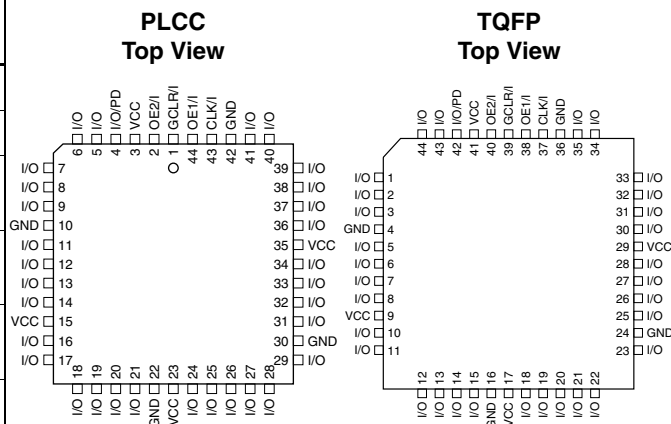 PLCC
Top View
I/O
I/O
I/O/PD
VCC
OE2/I
GCLR/I
OE1/I
CLK/I
GND
I/O
I/O
6
5
4
3
2
1
44
43
42
41
40
I/O 7
I/O 8
I/O 9
GND 10
I/O 11
I/O 12
I/O 13
I/O 14
VCC 15
I/O 16
I/O 17
39 I/O
38 I/O
37 I/O
36 I/O
35 VCC
34 I/O
33 I/O
32 I/O
31 I/O
30 GND
29 I/O
18
19
20
21
22
23
24
25
26
27
28
I/O
I/O
I/O
I/O
GND
VCC
I/O
I/O
I/O
I/O
I/O
TQFP
Top View
I/O
I/O
I/O/PD
VCC
OE2/I
GCLR/I
OE1/I
CLK/I
GND
I/O
I/O
44
43
42
41
40
39
38
37
36
35
34
I/O 1
I/O 2
I/O 3
GND 4
I/O 5
I/O 6
I/O 7
I/O 8
VCC 9
I/O 10
I/O 11
33 I/O
32 I/O
31 I/O
30 I/O
29 VCC
28 I/O
27 I/O
26 I/O
25 I/O
24 GND
23 I/O
12
13
14
15
16
17
18
19
20
21
22
I/O
I/O
I/O
I/O
GND
VCC
I/O
I/O
I/O
I/O
I/O